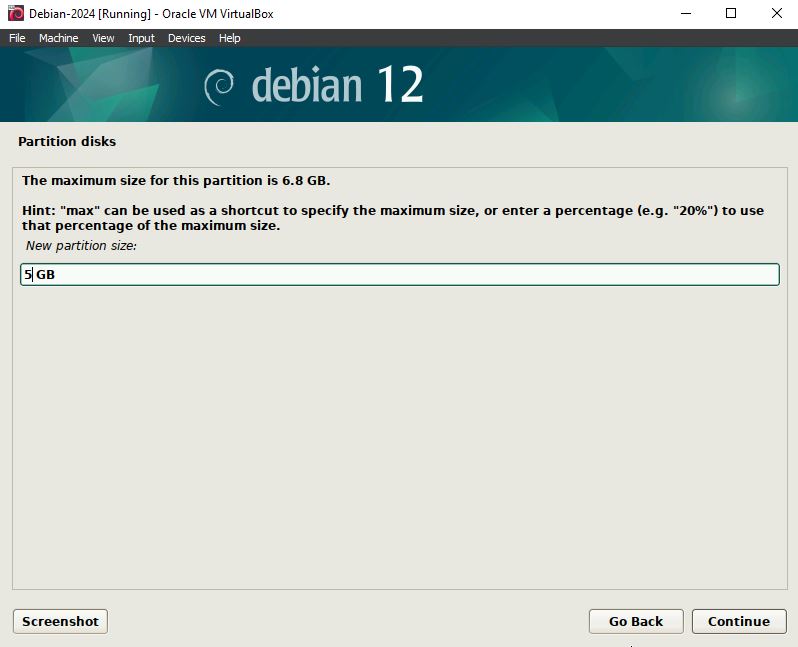 Debian-2024 [Running] - Oracle VM VirtualBox
File Machine View Input Devices Help
debian 12
Partition disks
The maximum size for this partition is 6.8 GB.
Hint: "max" can be used as a shortcut to specify the maximum size, or enter a percentage (e.g. "20%") to use
that percentage of the maximum size.
New partition size:
5 GB
Screenshot Go Back Continue